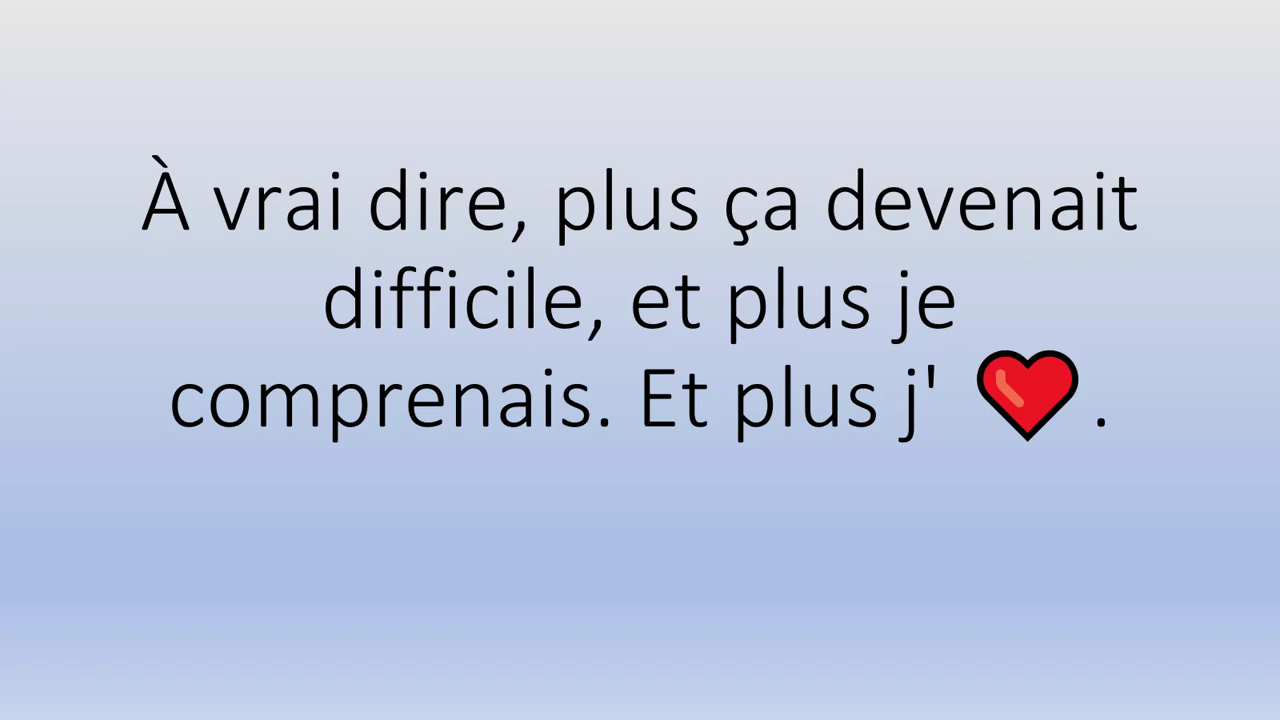 À vrai dire, plus ça devenait
difficile, et plus je
comprenais. Et plus j' ❤️.